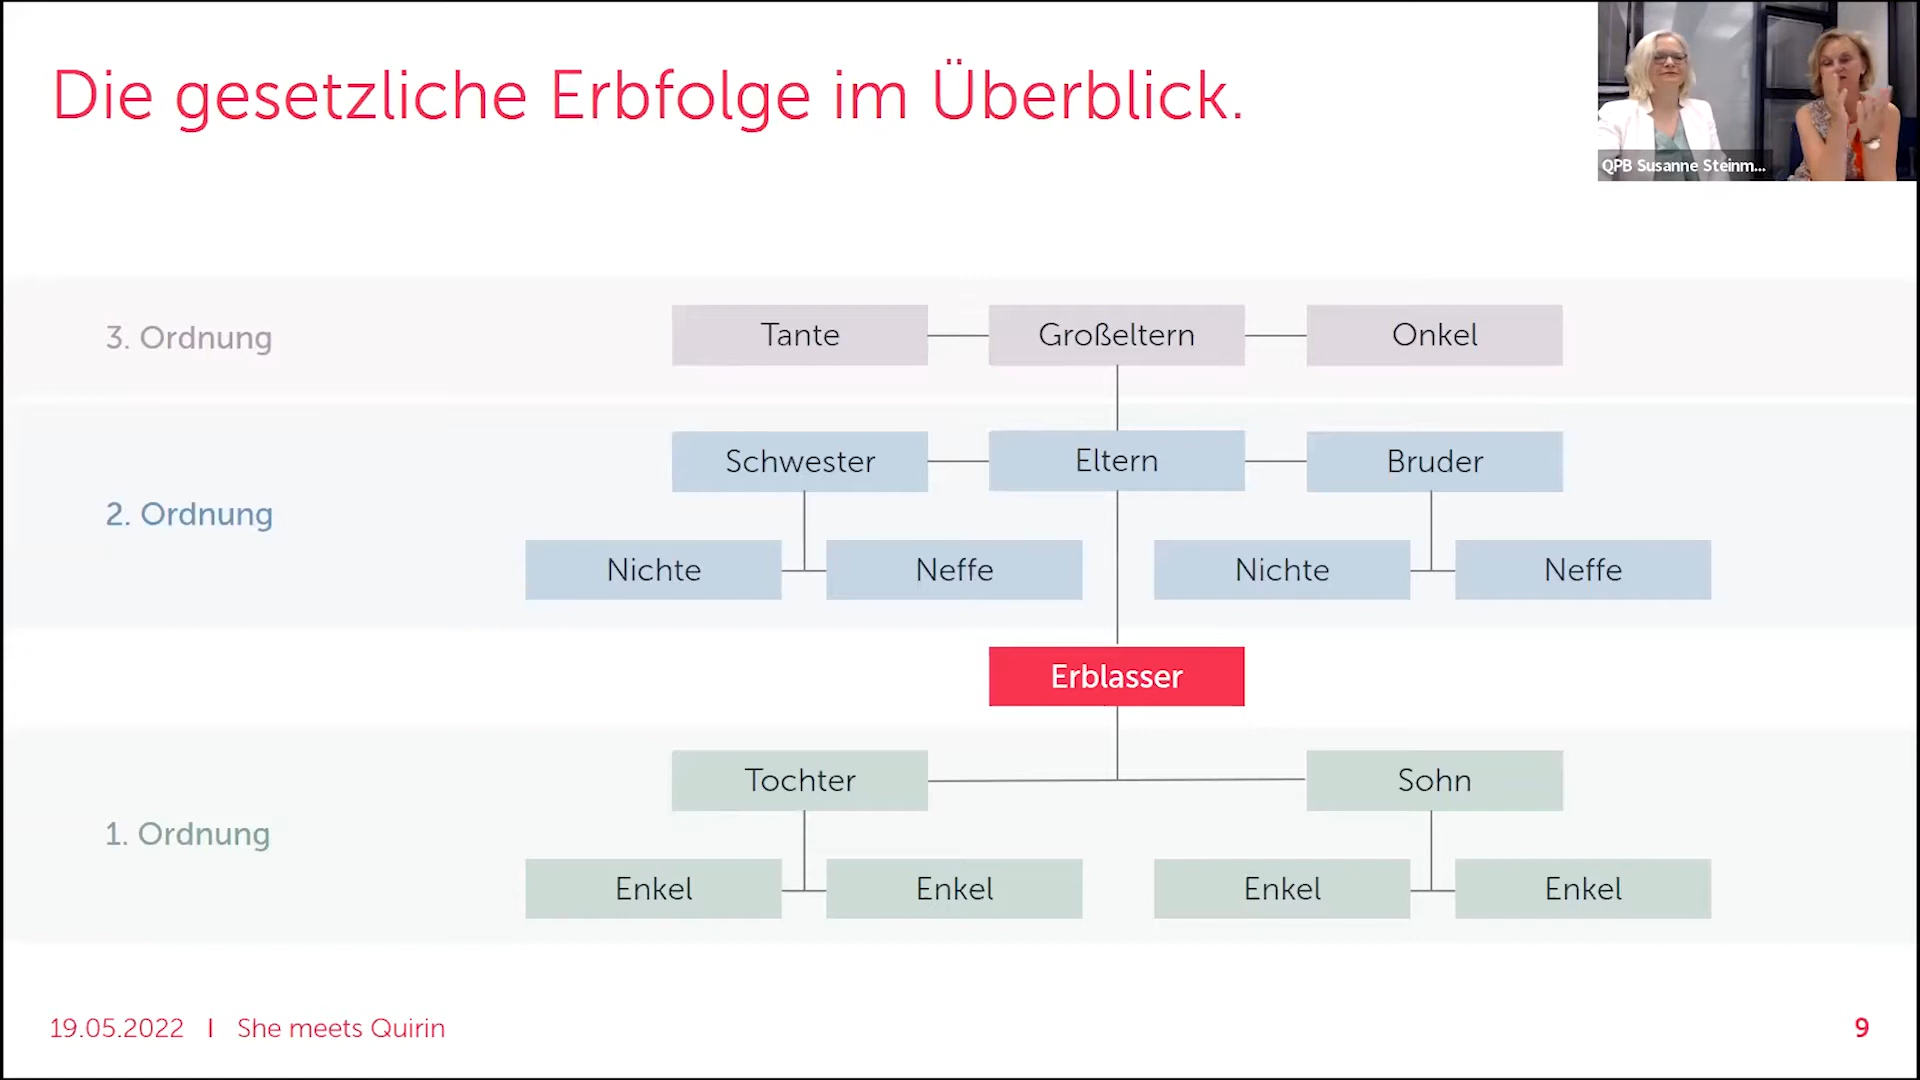 Die gesetzliche Erbfolge im Überblick.
QPB Susanne Steinm...
3. Ordnung
Tante
Großeltern
Onkel
2. Ordnung
Schwester
Eltern
Bruder
Nichte
Neffe
Nichte
Neffe
Erblasser
1. Ordnung
Tochter
Sohn
Enkel
Enkel
Enkel
Enkel
19.05.2022 | She meets Quirin
9